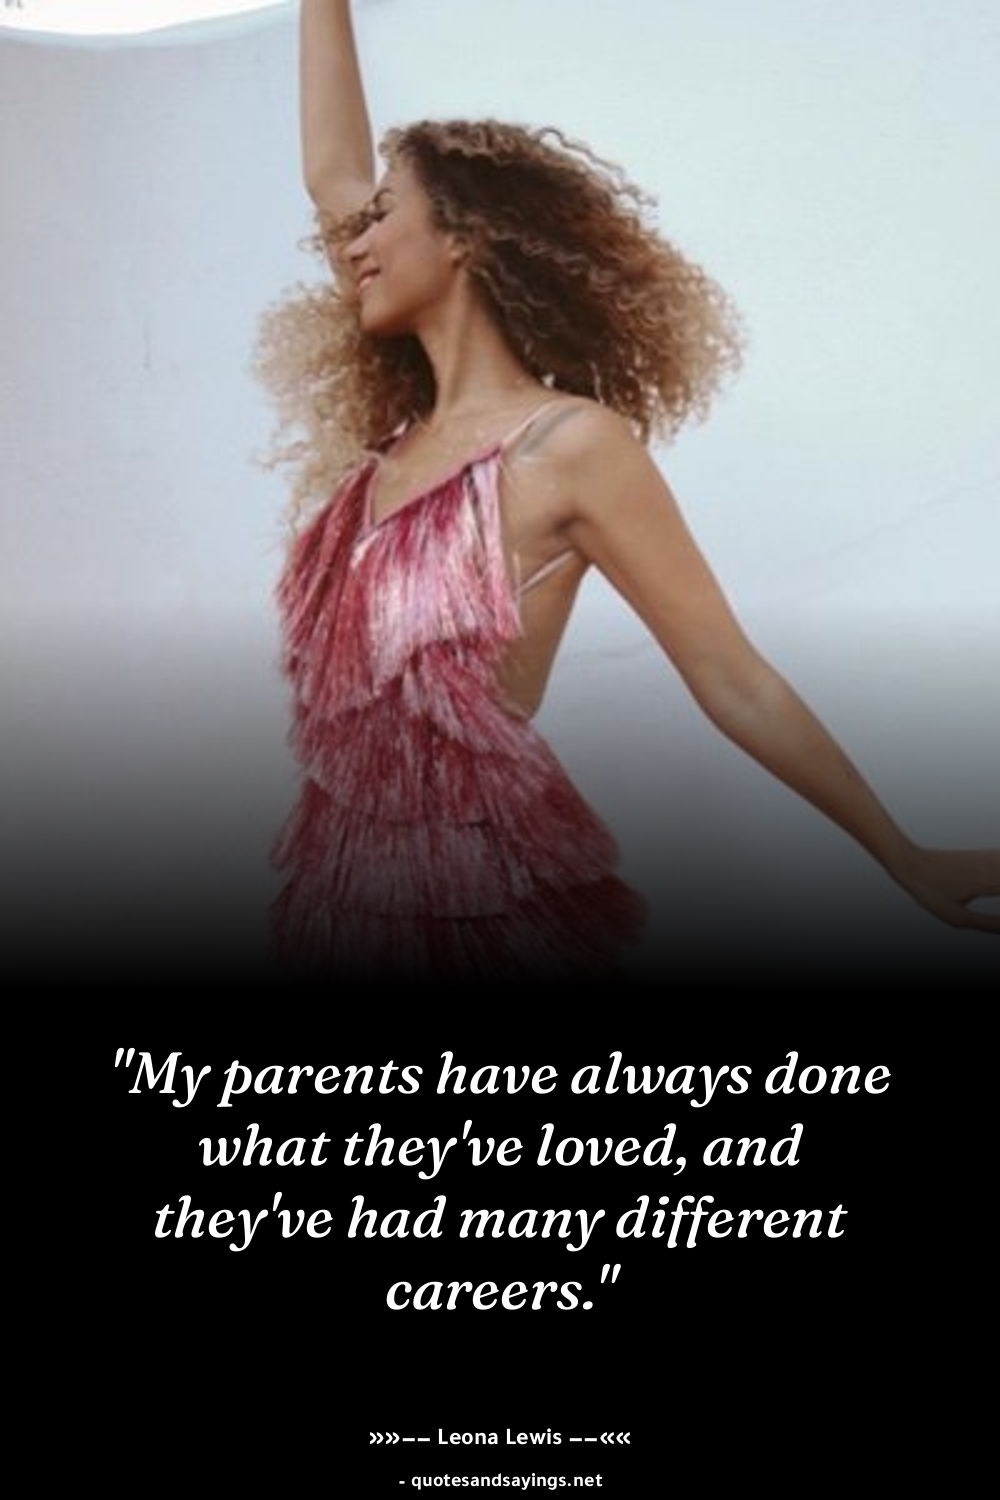 "My parents have always done
what they've loved, and
they've had many different
careers."
»»–– Leona Lewis ––««
- quotesandsayings.net